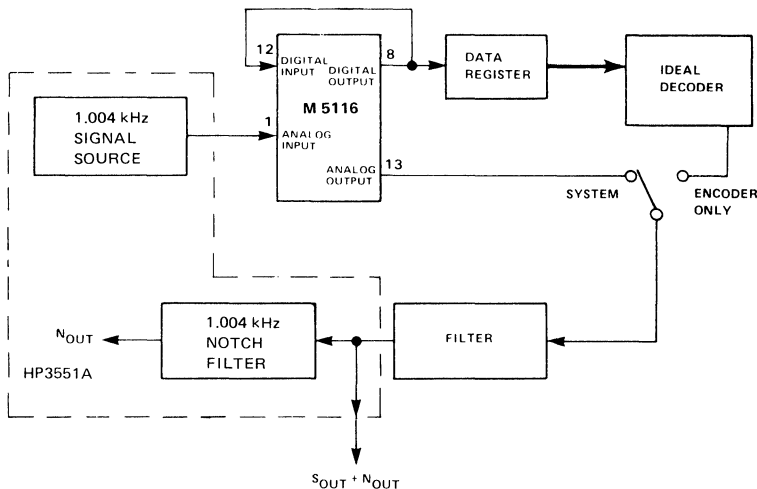 12
DIGITAL
INPUT
8
DIGITAL
OUTPUT
M 5116
1
ANALOG
INPUT
ANALOG
OUTPUT
13
DATA
REGISTER
IDEAL
DECODER
1.004 kHz
SIGNAL
SOURCE
SYSTEM
ENCODER
ONLY
NOUT
1.004 kHz
NOTCH
FILTER
FILTER
HP3551A
SOUT + NOUT